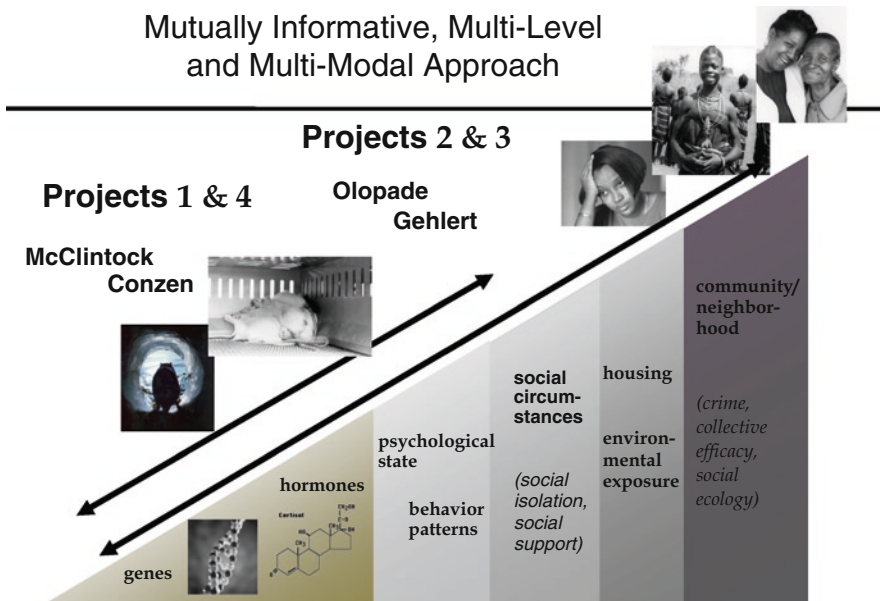 Mutually Informative, Multi-Level
and Multi-Modal Approach
Projects 2 & 3
Projects 1 & 4
Olopade
Gehlert
McClintock
Conzen
community/
neighbor-
hood
(crime,
collective
efficacy,
social
ecology)
housing
environ-
mental
exposure
social
circum-
stances
(social
isolation,
social
support)
psychological
state
behavior
patterns
hormones
Cortisol
genes